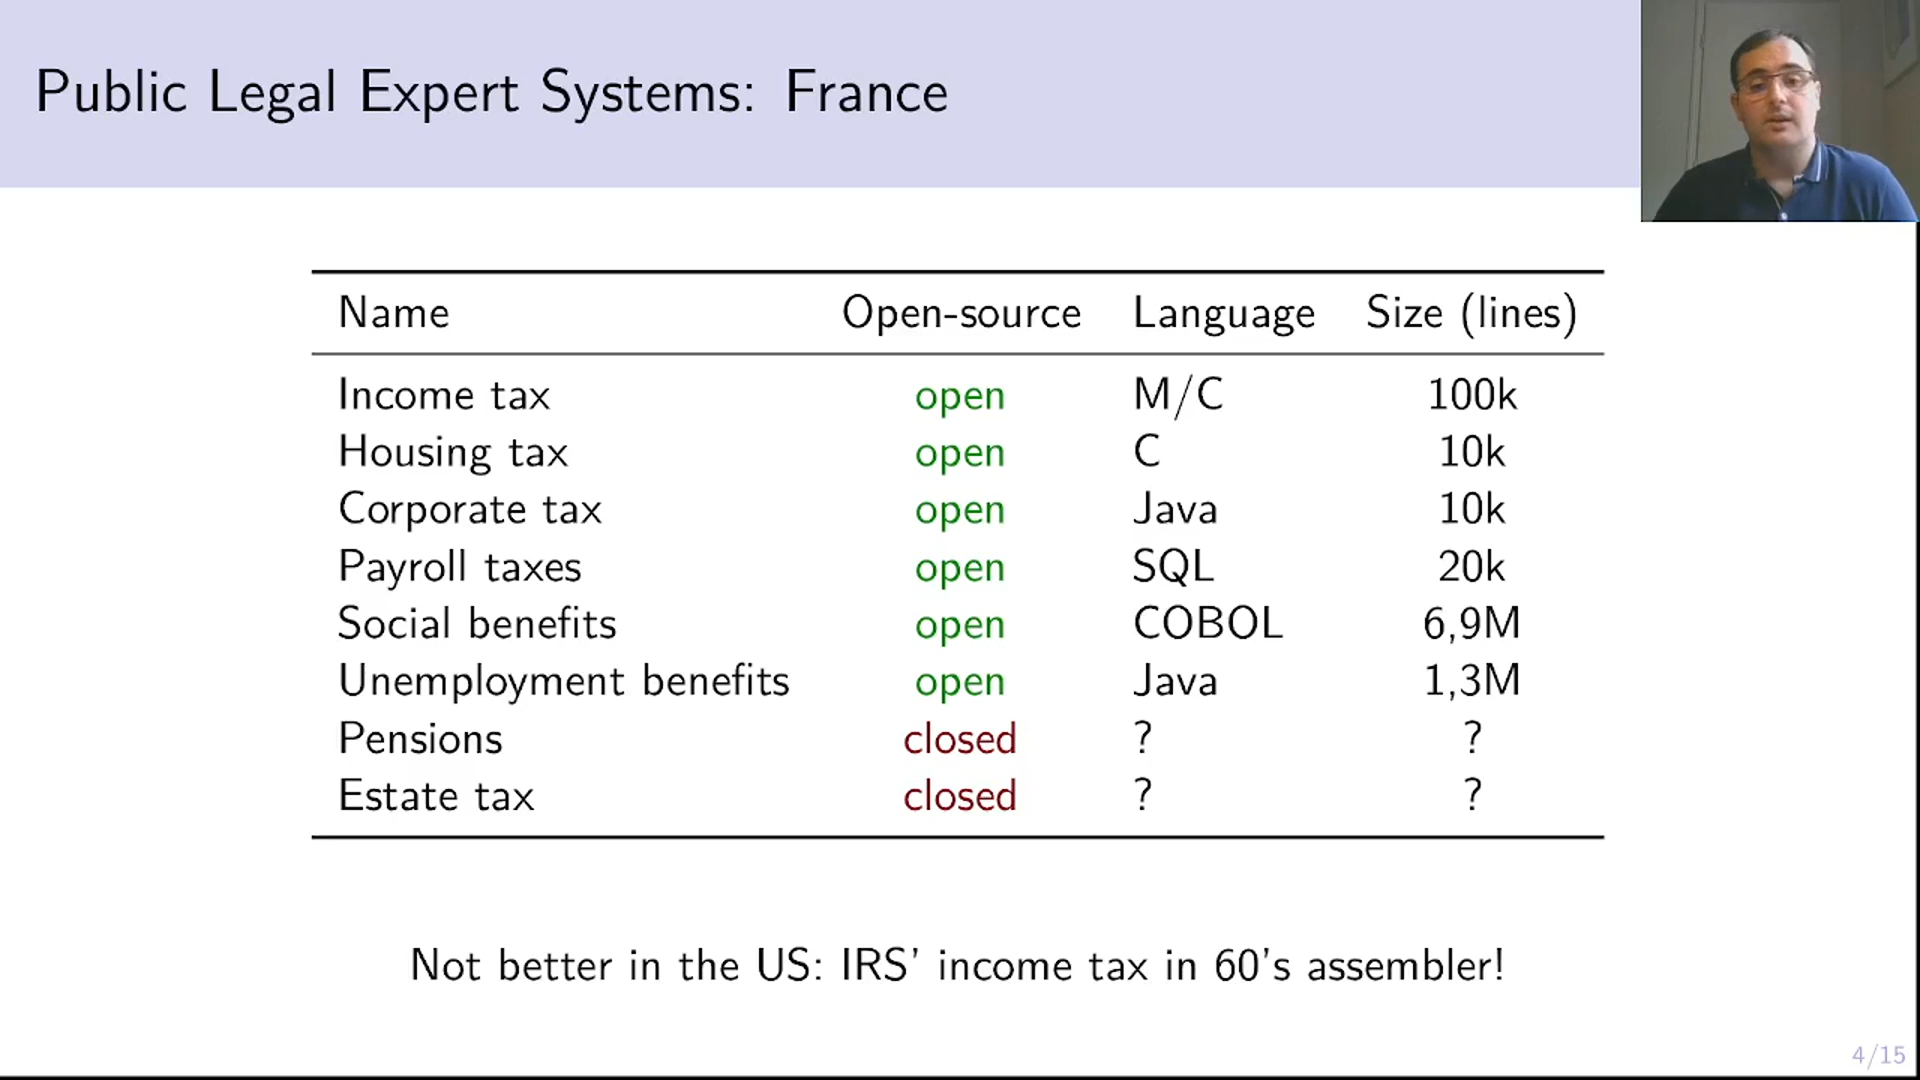 Public Legal Expert Systems: France
Name Open-source Language Size (lines)
Income tax open M/C 100k
Housing tax open C 10k
Corporate tax open Java 10k
Payroll taxes open SQL 20k
Social benefits open COBOL 6,9M
Unemployment benefits open Java 1,3M
Pensions closed ? ?
Estate tax closed ? ?
Not better in the US: IRS' income tax in 60's assembler!
4/15